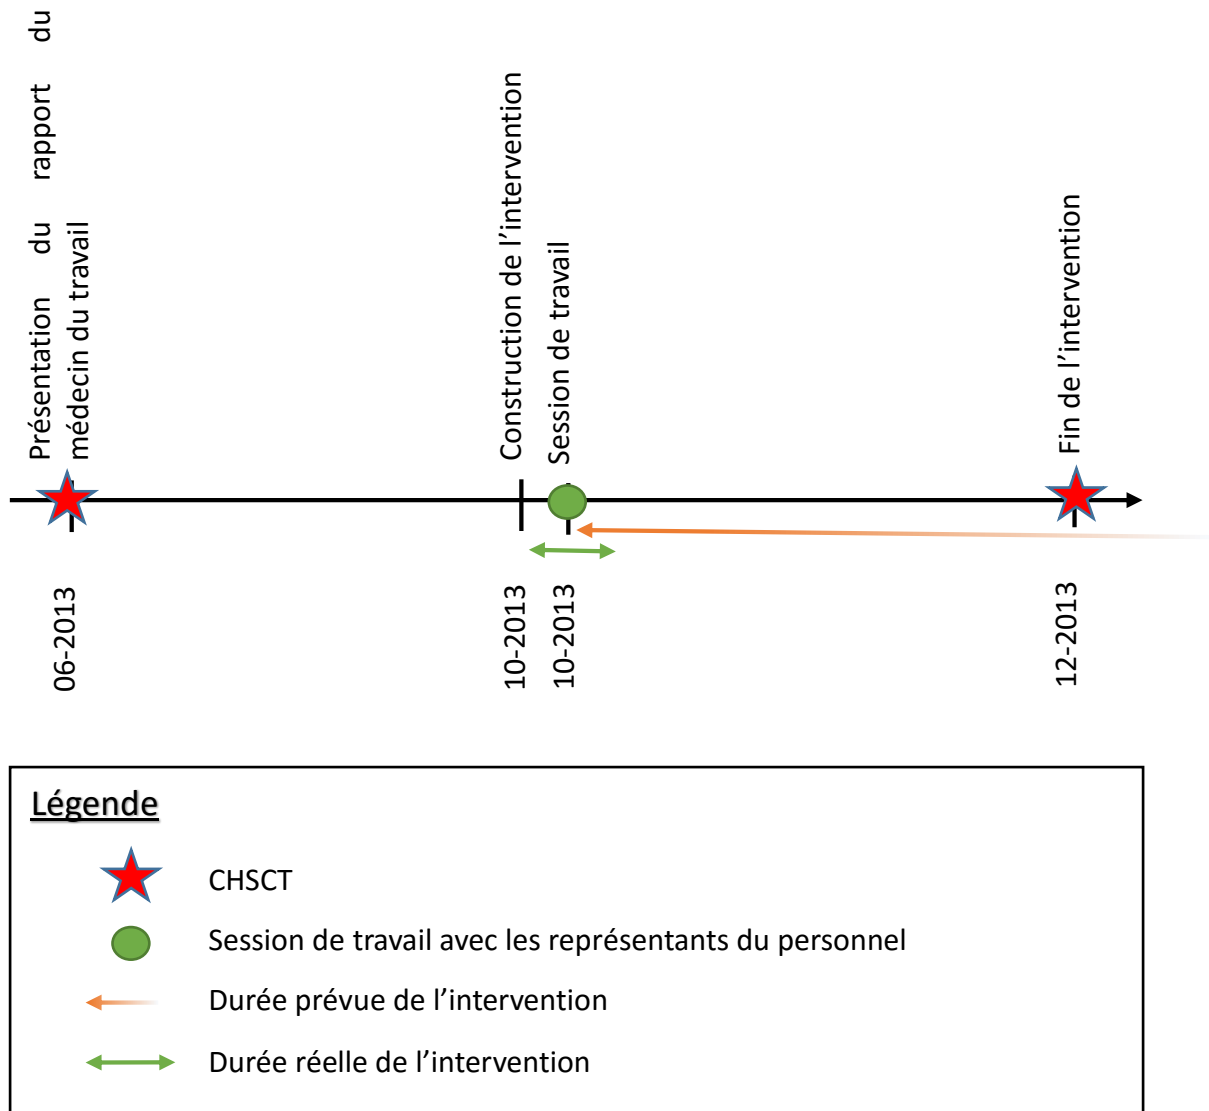 Présentation du rapport du
médecin du travail
Construction de l’intervention
Session de travail
Fin de l’intervention
06-2013
10-2013
10-2013
12-2013
Légende
CHSCT
Session de travail avec les représentants du personnel
Durée prévue de l’intervention
Durée réelle de l’intervention